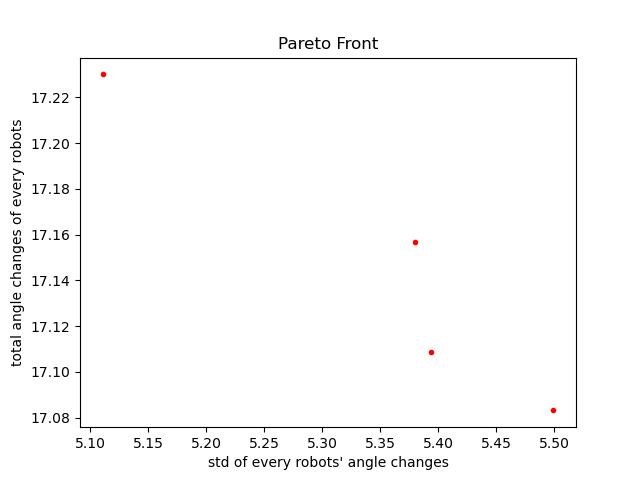 Pareto Front
total angle changes of every robots
17.22
17.20
17.18
17.16
17.14
17.12
17.10
17.08
5.10 5.15 5.20 5.25 5.30 5.35 5.40 5.45 5.50
std of every robots' angle changes